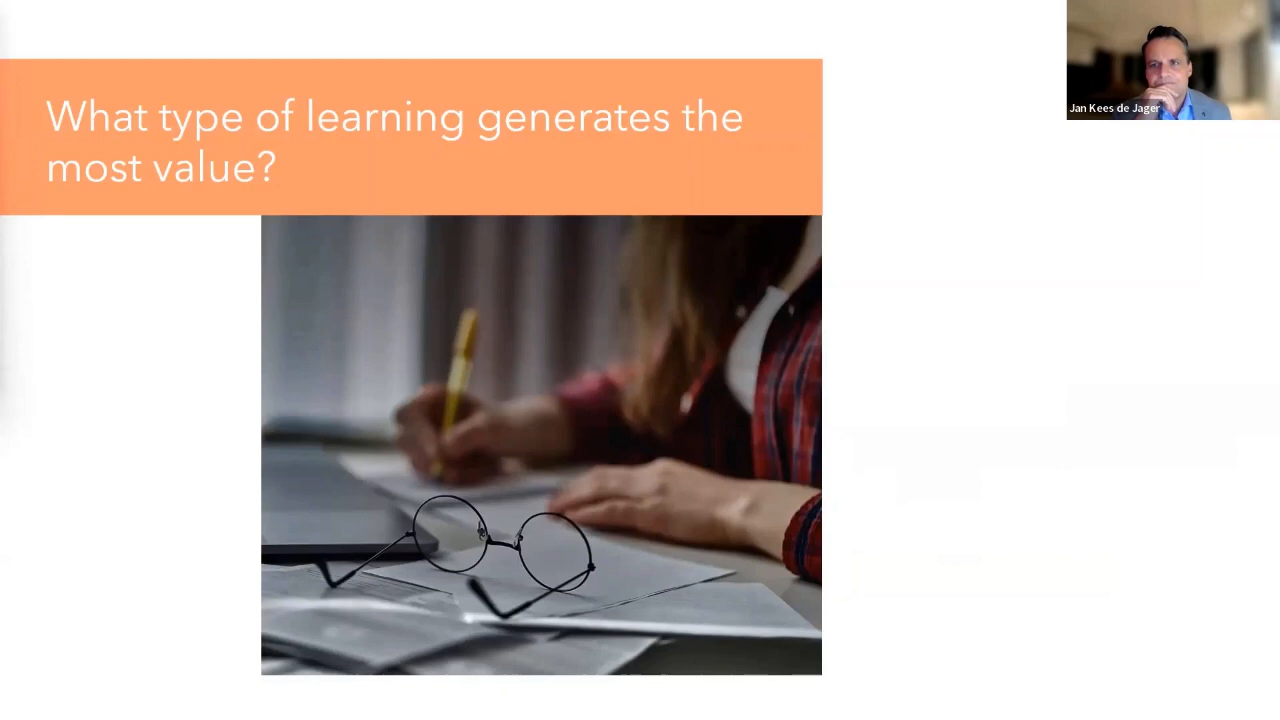 What type of learning generates the
most value?
Jan Kees de Jager